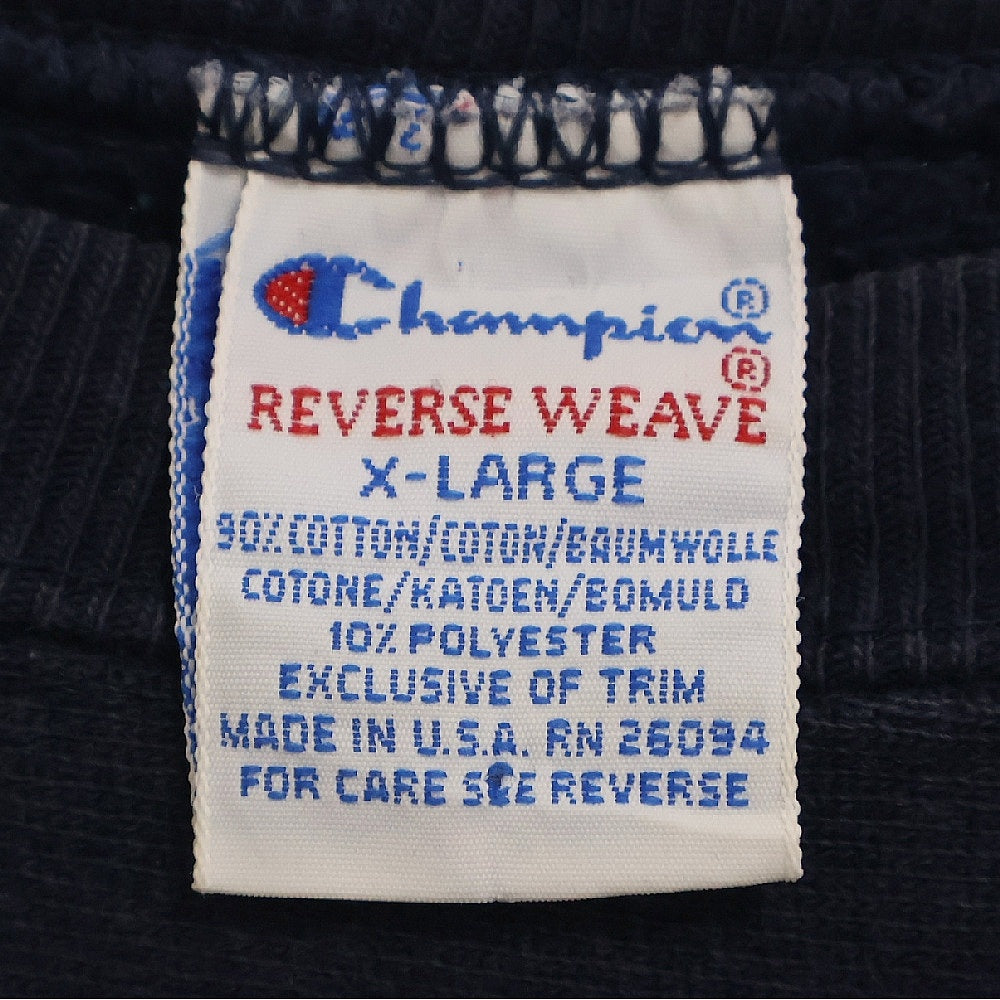 Champion®
®
REVERSE WEAVE
X-LARGE
90% COTTON/COTON/BAUMWOLLE
COTONE/KATOEN/BOMULD
10% POLYESTER
EXCLUSIVE OF TRIM
MADE IN U.S.A. RN 26094
FOR CARE SEE REVERSE